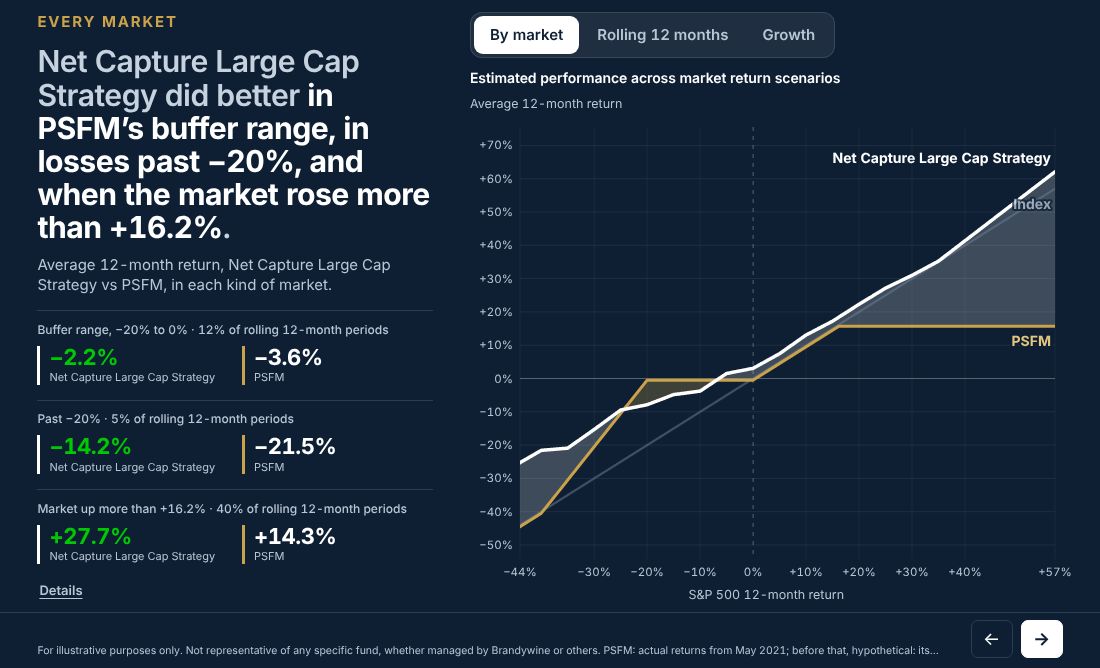 EVERY MARKET
Net Capture Large Cap
Strategy did better in
PSFM’s buffer range, in
losses past −20%, and
when the market rose more
than +16.2%.
Average 12-month return, Net Capture Large Cap
Strategy vs PSFM, in each kind of market.
Buffer range, −20% to 0% · 12% of rolling 12-month periods
−2.2%
Net Capture Large Cap Strategy
−3.6%
PSFM
Past −20% · 5% of rolling 12-month periods
−14.2%
Net Capture Large Cap Strategy
−21.5%
PSFM
Market up more than +16.2% · 40% of rolling 12-month periods
+27.7%
Net Capture Large Cap Strategy
+14.3%
PSFM
Details
By market
Rolling 12 months
Growth
Estimated performance across market return scenarios
Average 12-month return
+70%
+60%
+50%
+40%
+30%
+20%
+10%
0%
−10%
−20%
−30%
−40%
−50%
Net Capture Large Cap Strategy
Index
PSFM
−44%
−30%
−20%
−10%
0%
+10%
+20%
+30%
+40%
+57%
S&P 500 12-month return
For illustrative purposes only. Not representative of any specific fund, whether managed by Brandywine or others. PSFM: actual returns from May 2021; before that, hypothetical: its…